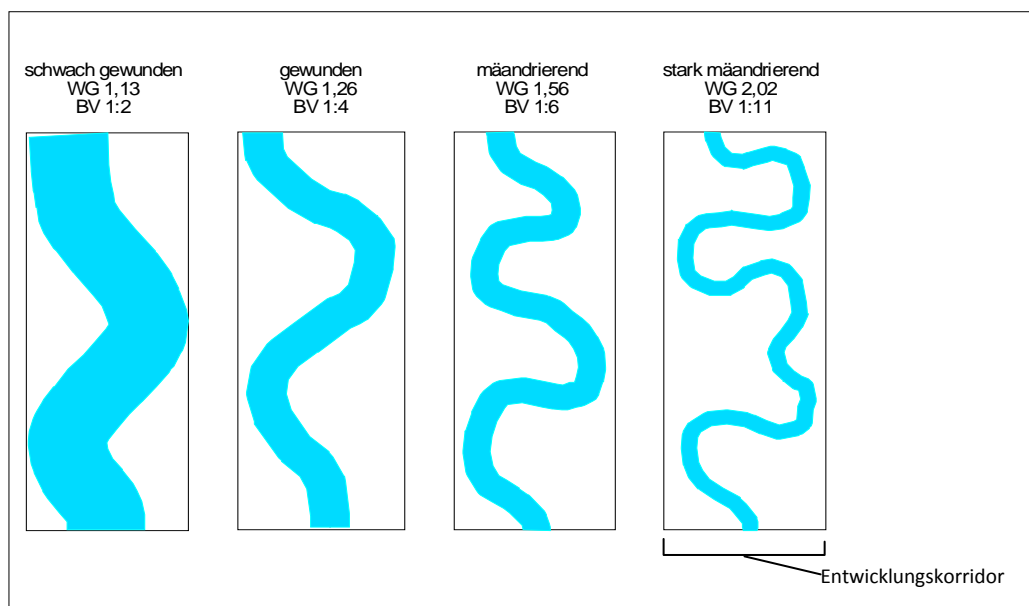 schwach gewunden
WG 1,13
BV 1:2
gewunden
WG 1,26
BV 1:4
mäandrierend
WG 1,56
BV 1:6
stark mäandrierend
WG 2,02
BV 1:11
Entwicklungskorridor